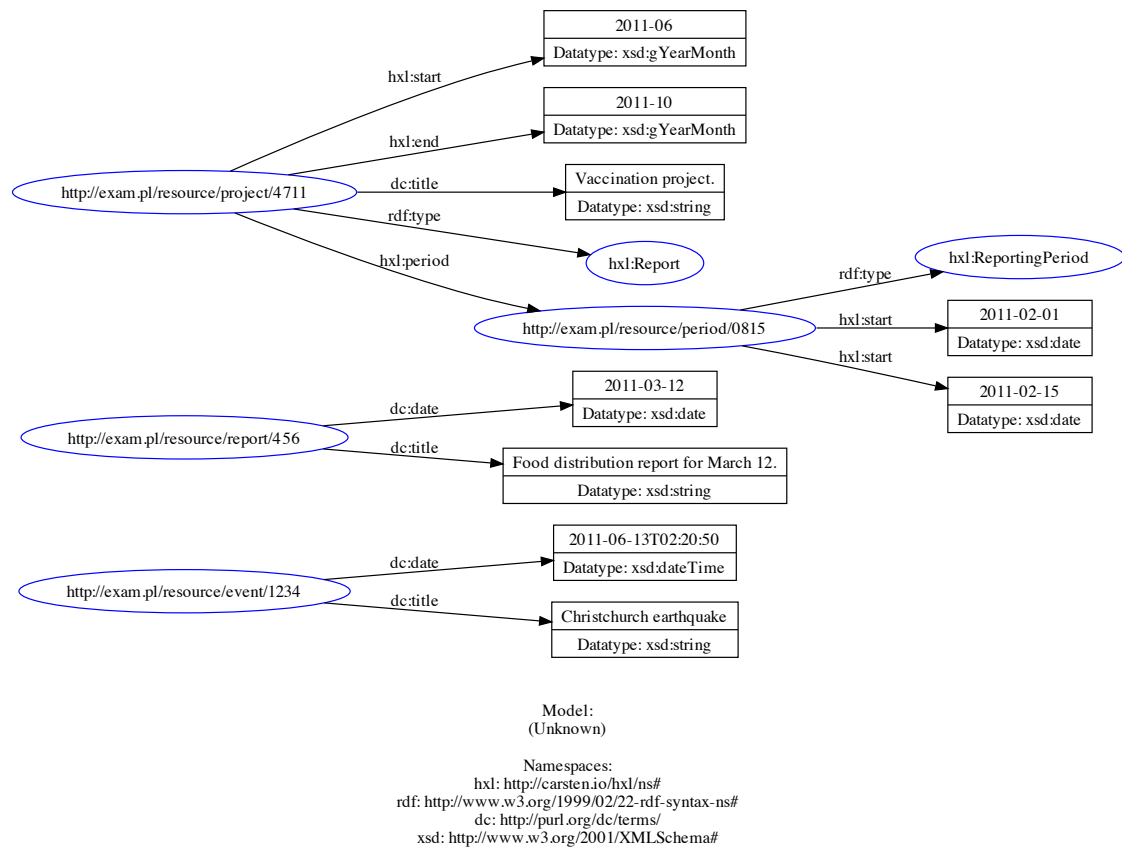 2011-06
Datatype: xsd:gYearMonth
hxl:start
2011-10
Datatype: xsd:gYearMonth
hxl:end
http://exam.pl/resource/project/4711
dc:title
Vaccination project.
Datatype: xsd:string
rdf:type
hxl:Report
hxl:period
http://exam.pl/resource/period/0815
rdf:type
hxl:ReportingPeriod
hxl:start
2011-02-01
Datatype: xsd:date
hxl:start
2011-02-15
Datatype: xsd:date
http://exam.pl/resource/report/456
dc:date
2011-03-12
Datatype: xsd:date
dc:title
Food distribution report for March 12.
Datatype: xsd:string
http://exam.pl/resource/event/1234
dc:date
2011-06-13T02:20:50
Datatype: xsd:dateTime
dc:title
Christchurch earthquake
Datatype: xsd:string
Model:
(Unknown)
Namespaces:
hxl: http://carsten.io/hxl/ns#
rdf: http://www.w3.org/1999/02/22-rdf-syntax-ns#
dc: http://purl.org/dc/terms/
xsd: http://www.w3.org/2001/XMLSchema#